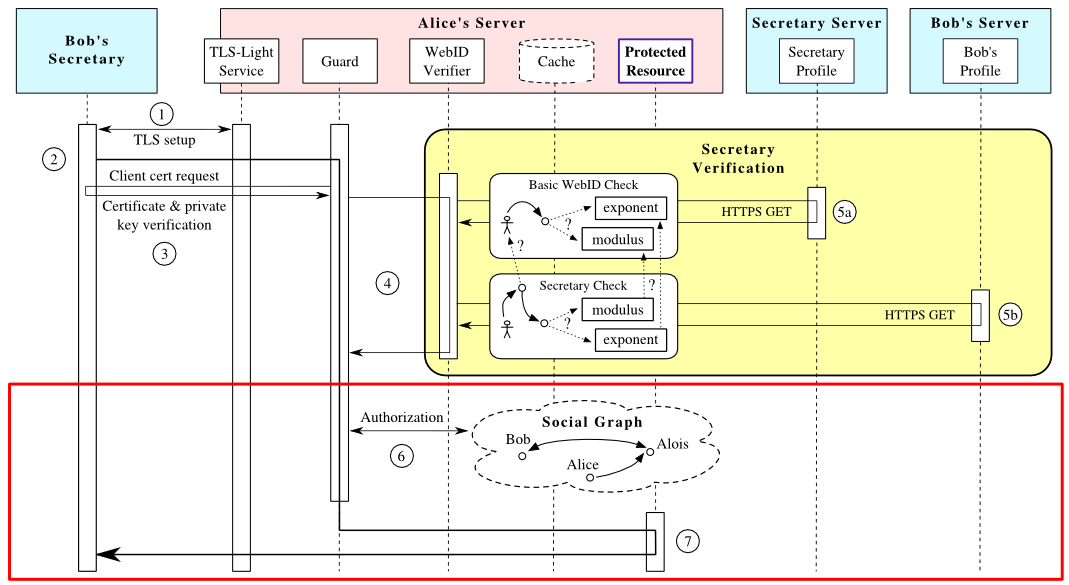 Bob's
Secretary
Alice's Server
TLS-Light
Service
Guard
WebID
Verifier
Cache
Protected
Resource
Secretary Server
Secretary
Profile
Bob's Server
Bob's
Profile
1
TLS setup
2
Client cert request
Certificate & private
key verification
3
4
Secretary
Verification
Basic WebID Check
exponent
?
modulus
?
HTTPS GET
5a
Secretary Check
?
modulus
?
exponent
HTTPS GET
5b
Authorization
6
Social Graph
Bob
Alois
Alice
7